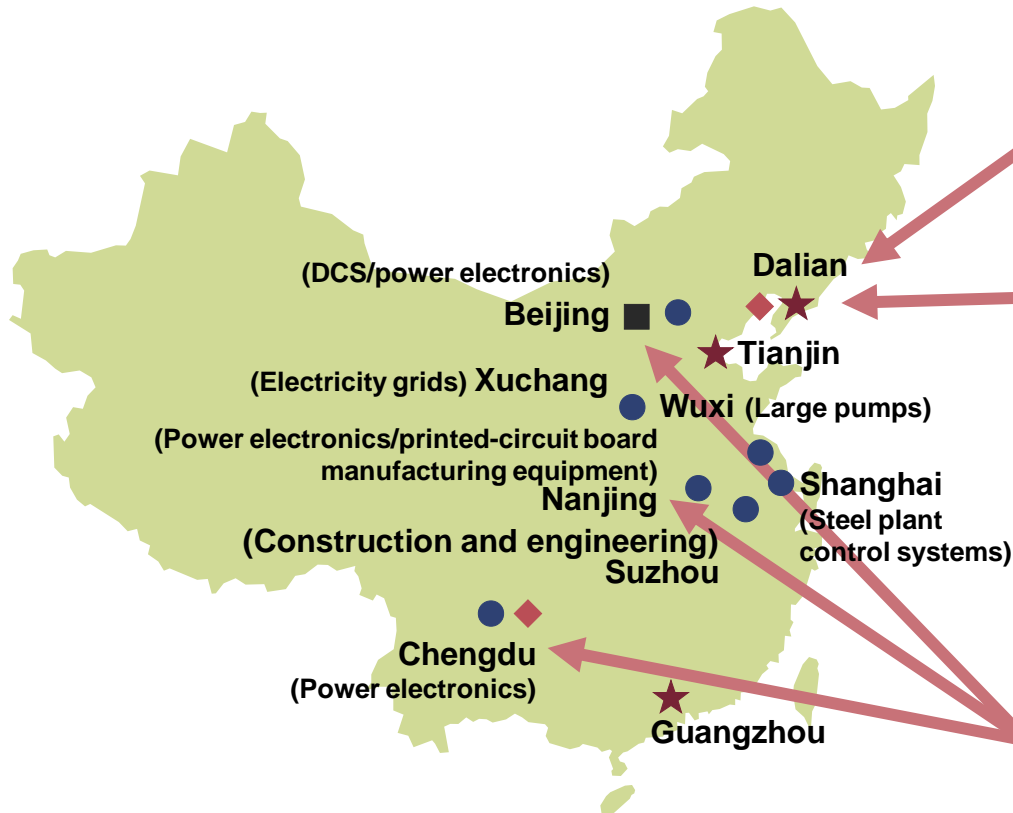 Dalian
(DCS/power electronics)
Beijing
Tianjin
(Electricity grids) Xuchang
Wuxi (Large pumps)
(Power electronics/printed-circuit board
manufacturing equipment)
Nanjing
Shanghai
(Steel plant
control systems)
(Construction and engineering)
Suzhou
Chengdu
(Power electronics)
Guangzhou